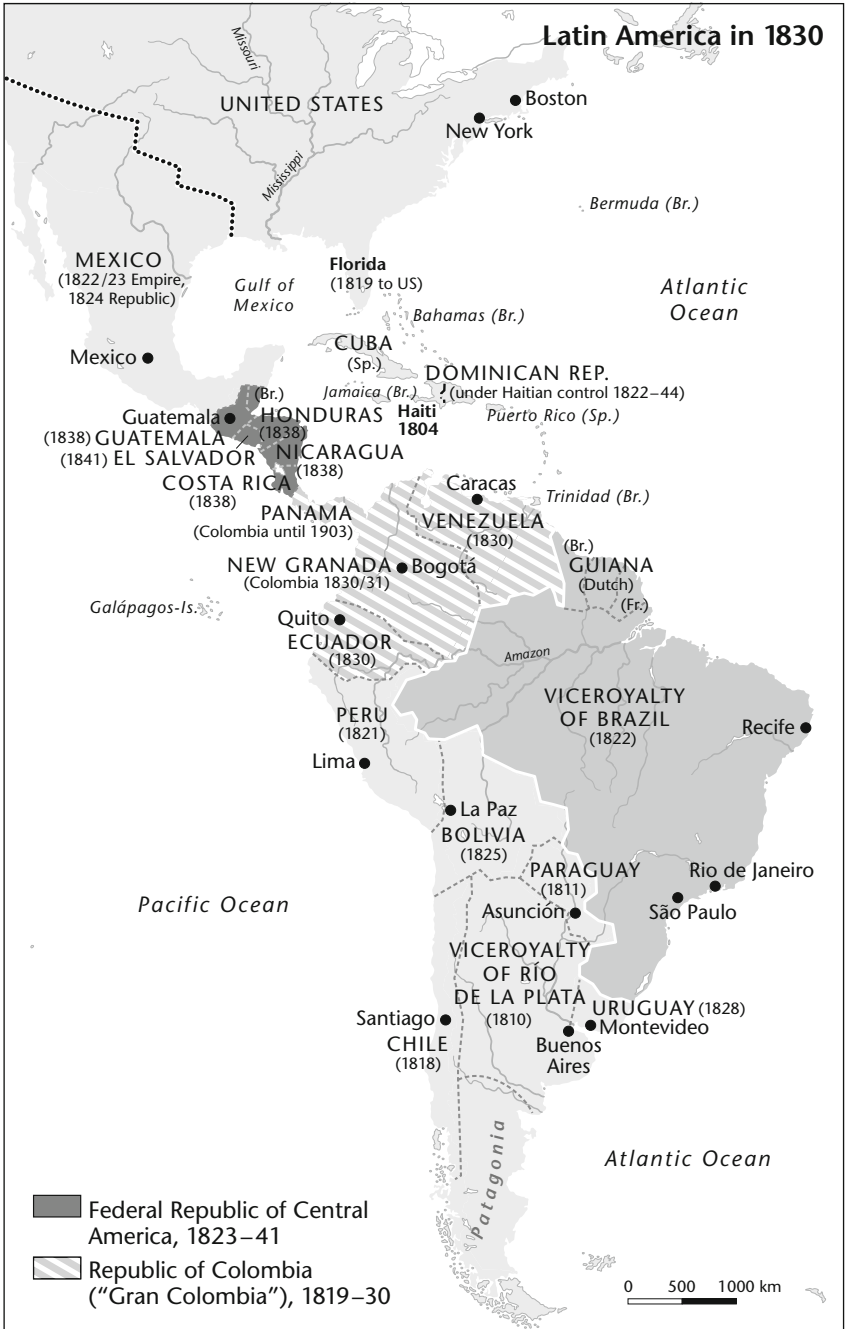 Latin America in 1830
Missouri
UNITED STATES
Boston
New York
Mississippi
Bermuda (Br.)
MEXICO
(1822/23 Empire,
1824 Republic)
Gulf of
Mexico
Florida
(1819 to US)
Atlantic
Ocean
Bahamas (Br.)
Mexico
CUBA
(Sp.)
DOMINICAN REP.
(under Haitian control 1822–44)
Jamaica (Br.)
Haiti
1804
Puerto Rico (Sp.)
(Br.)
Guatemala
HONDURAS
(1838)
(1838) GUATEMALA
(1841) EL SALVADOR
NICARAGUA
(1838)
COSTA RICA
(1838)
PANAMA
(Colombia until 1903)
Caracas
Trinidad (Br.)
VENEZUELA
(1830)
NEW GRANADA
(Colombia 1830/31)
Bogotá
(Br.)
GUIANA
(Dutch)
(Fr.)
Galápagos-Is.
Quito
ECUADOR
(1830)
Amazon
VICEROYALTY
OF BRAZIL
(1822)
Recife
PERU
(1821)
Lima
La Paz
BOLIVIA
(1825)
PARAGUAY
(1811)
Rio de Janeiro
São Paulo
Pacific Ocean
Asunción
VICEROYALTY
OF RÍO
DE LA PLATA
(1810)
URUGUAY (1828)
Montevideo
Santiago
CHILE
(1818)
Buenos
Aires
Patagonia
Atlantic Ocean
Federal Republic of Central
America, 1823–41
Republic of Colombia
(“Gran Colombia”), 1819–30
0 500 1000 km